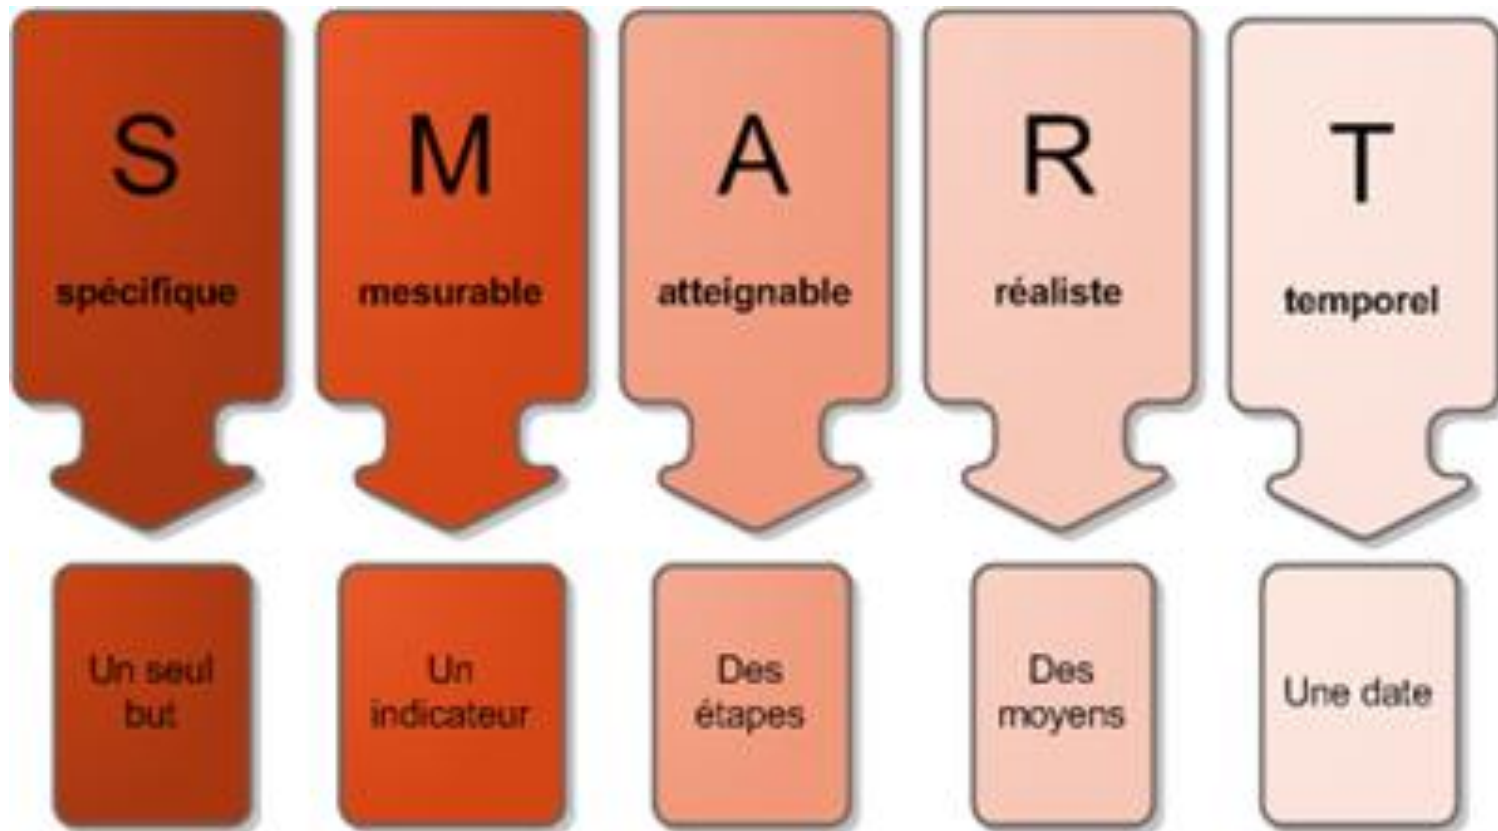 S
spécifique
Un seul
but
M
mesurable
Un
indicateur
A
atteignable
Des
étapes
R
réaliste
Des
moyens
T
temporel
Une date